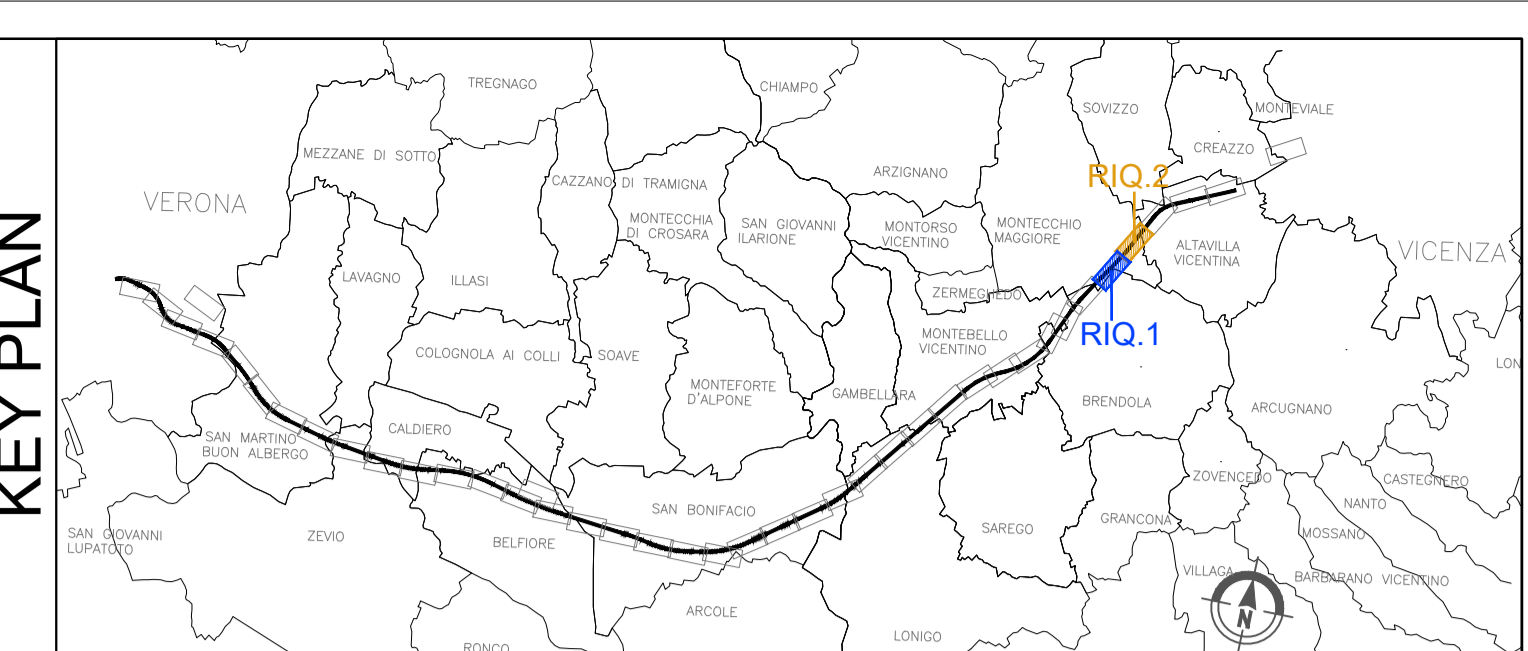 KEY PLAN
TREGNAGO
CHIAMPO
SOVIZZO
MONTEVIALE
MEZZANE DI SOTTO
CREAZZO
ARZIGNANO
RIQ.2
CAZZANO DI TRAMIGNA
VERONA
MONTECCHIA
DI CROSARA
SAN GIOVANNI
ILARIONE
MONTORSO
VICENTINO
MONTECCHIO
MAGGIORE
ALTAVILLA
VICENTINA
VICENZA
LAVAGNO
ILLASI
ZERMEGHEDO
RIQ.1
MONTEBELLO
VICENTINO
COLOGNOLA AI COLLI
SOAVE
LON
MONTEFORTE
D'ALPONE
GAMBELLARA
BRENDOLA
ARCUGNANO
CALDIERO
SAN MARTINO
BUON ALBERGO
ZOVENCEDO
CASTEGNERO
NANTO
SAN BONIFACIO
GRANCONA
SAREGO
MOSSANO
SAN GIOVANNI
LUPATOTO
ZEVIO
BELFIORE
VILLAGA
BARBARANO VICENTINO
ARCOLE
N
LONIGO
RONCO